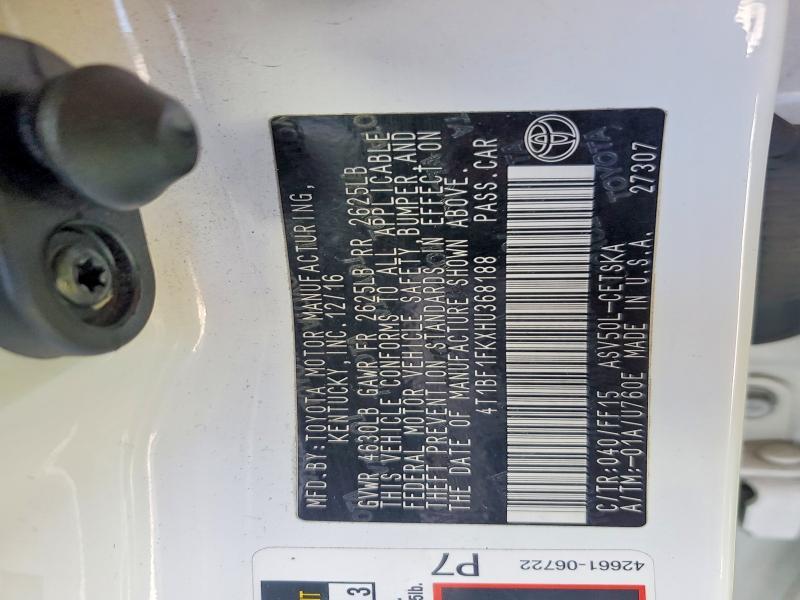 MFD.BY:TOYOTA MOTOR MANUFACTURING,
KENTUCKY, INC. 12/16
GVWR 4630LB GAWR FR 2625LB RR 2625LB
THIS VEHICLE CONFORMS TO ALL APPLICABLE
FEDERAL MOTOR VEHICLE SAFETY, BUMPER, AND
THEFT PREVENTION STANDARDS IN EFFECT ON
THE DATE OF MANUFACTURE SHOWN ABOVE.
4T1BF1FKXHU368188 PASS.CAR
C/TR:040/FF15 ASV50L-CETSKA
A/TM:-01A/U760E MADE IN U.S.A. 27307
TOYOTA
42661-06722
P7
3